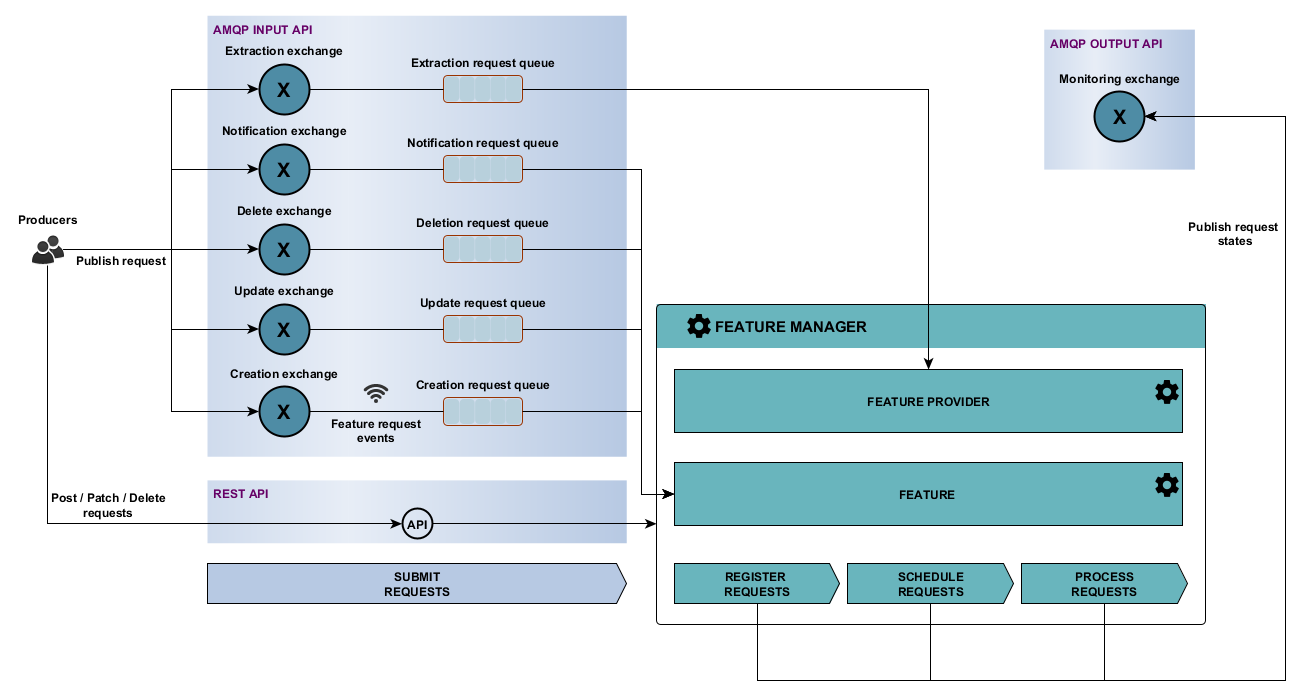 AMQP INPUT API
Extraction exchange
X
Extraction request queue
Notification exchange
X
Notification request queue
Delete exchange
X
Deletion request queue
Update exchange
X
Update request queue
Creation exchange
X
Feature request
events
Creation request queue
Producers
Publish request
Post / Patch / Delete
requests
REST API
API
SUBMIT
REQUESTS
AMQP OUTPUT API
Monitoring exchange
X
Publish request
states
FEATURE MANAGER
FEATURE PROVIDER
FEATURE
REGISTER
REQUESTS
SCHEDULE
REQUESTS
PROCESS
REQUESTS